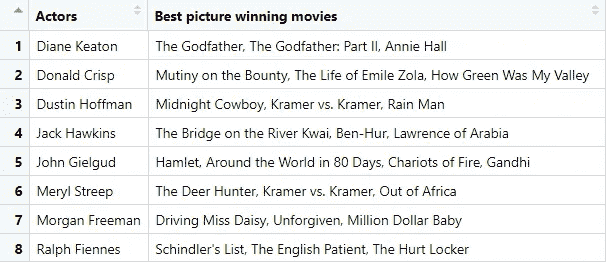 Actors Best picture winning movies
1 Diane Keaton The Godfather, The Godfather: Part II, Annie Hall
2 Donald Crisp Mutiny on the Bounty, The Life of Emile Zola, How Green Was My Valley
3 Dustin Hoffman Midnight Cowboy, Kramer vs. Kramer, Rain Man
4 Jack Hawkins The Bridge on the River Kwai, Ben-Hur, Lawrence of Arabia
5 John Gielgud Hamlet, Around the World in 80 Days, Chariots of Fire, Gandhi
6 Meryl Streep The Deer Hunter, Kramer vs. Kramer, Out of Africa
7 Morgan Freeman Driving Miss Daisy, Unforgiven, Million Dollar Baby
8 Ralph Fiennes Schindler's List, The English Patient, The Hurt Locker